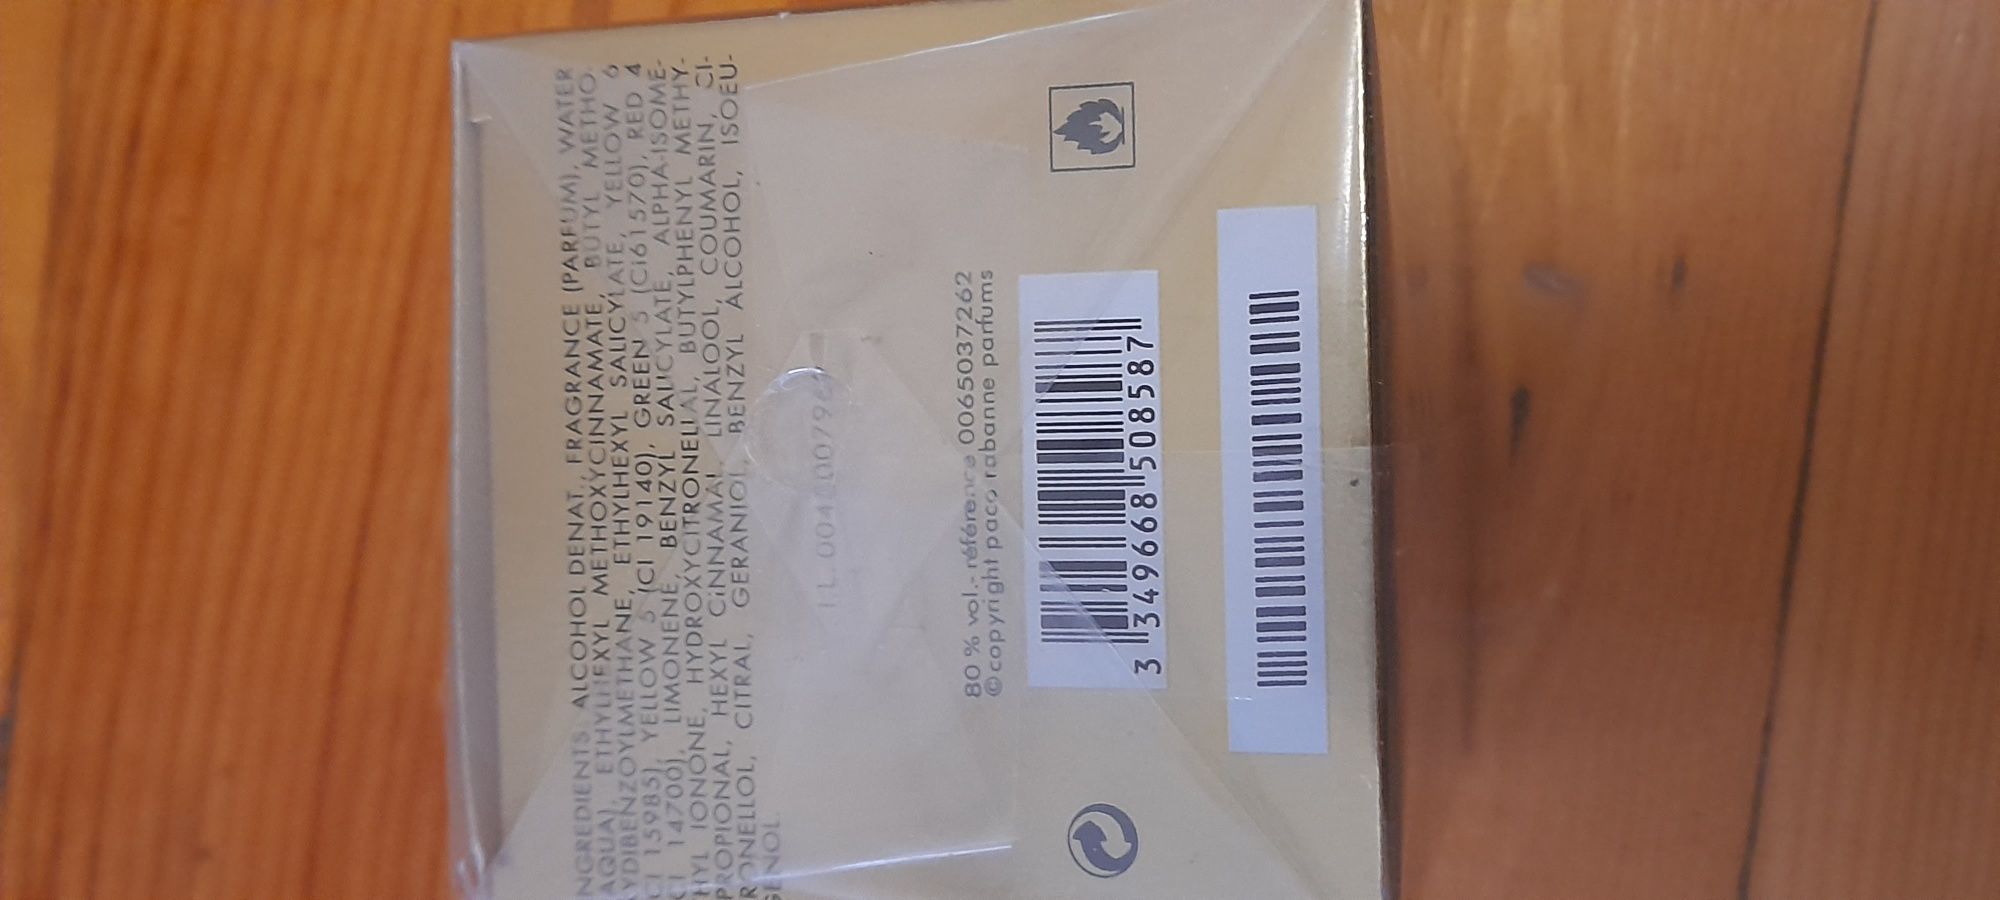 INGREDIENTS: ALCOHOL DENAT., FRAGRANCE (PARFUM), WATER
(AQUA), ETHYLHEXYL METHOXYCINNAMATE, BUTYL METHO-
XYDIBENZOYLMETHANE, ETHYLHEXYL SALICYLATE, YELLOW 6
(CI 15985), YELLOW 5 (CI 19140), GREEN 5 (Ci61570), RED 4
(CI 14700), LIMONENE, BENZYL SALICYLATE, ALPHA-ISOME-
THYL IONONE, HYDROXYCITRONELLAL, BUTYLPHENYL METHY-
PROPIONAL, HEXYL CiNNAMAL, LINALOOL, COUMARIN, CI-
RONELLOL, CITRAL, GERANIOL, BENZYL ALCOHOL, ISOEU-
GENOL
80 % vol.- référence 0065037262
© copyright paco rabanne parfums
3 349668 508587